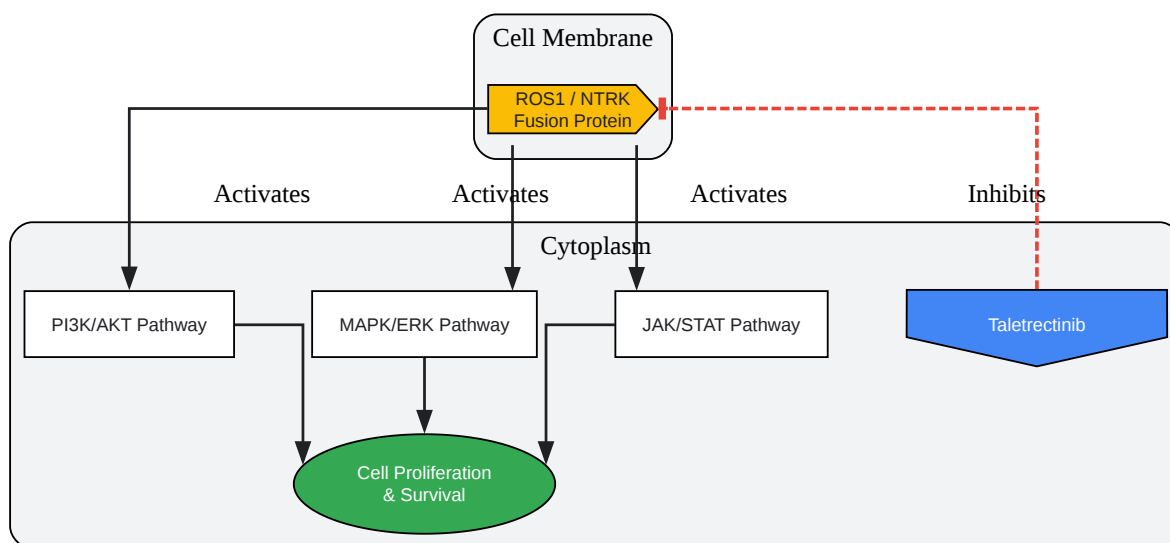 Cell Membrane
ROS1 / NTRK
Fusion Protein
Activates
Activates
Activates
Inhibits
Cytoplasm
PI3K/AKT Pathway
MAPK/ERK Pathway
JAK/STAT Pathway
Taletrectinib
Cell Proliferation
& Survival